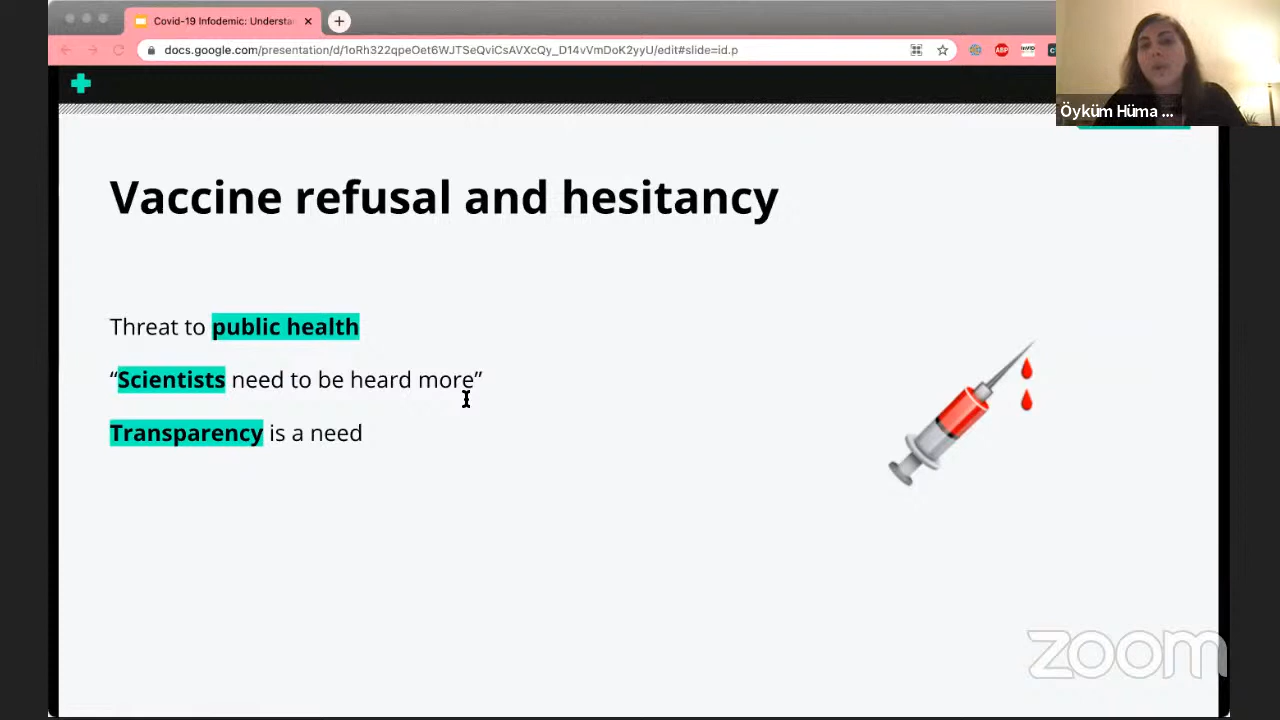 Covid-19 Infodemic: Understa
docs.google.com/presentation/d/1oRh322qpeOet6WJTSeQviCsAVXcQy_D14vVmDoK2yyU/edit#slide=id.p
ABP
Öyküm Hüma ...
Vaccine refusal and hesitancy
Threat to public health
“Scientists need to be heard more”
Transparency is a need
zoom